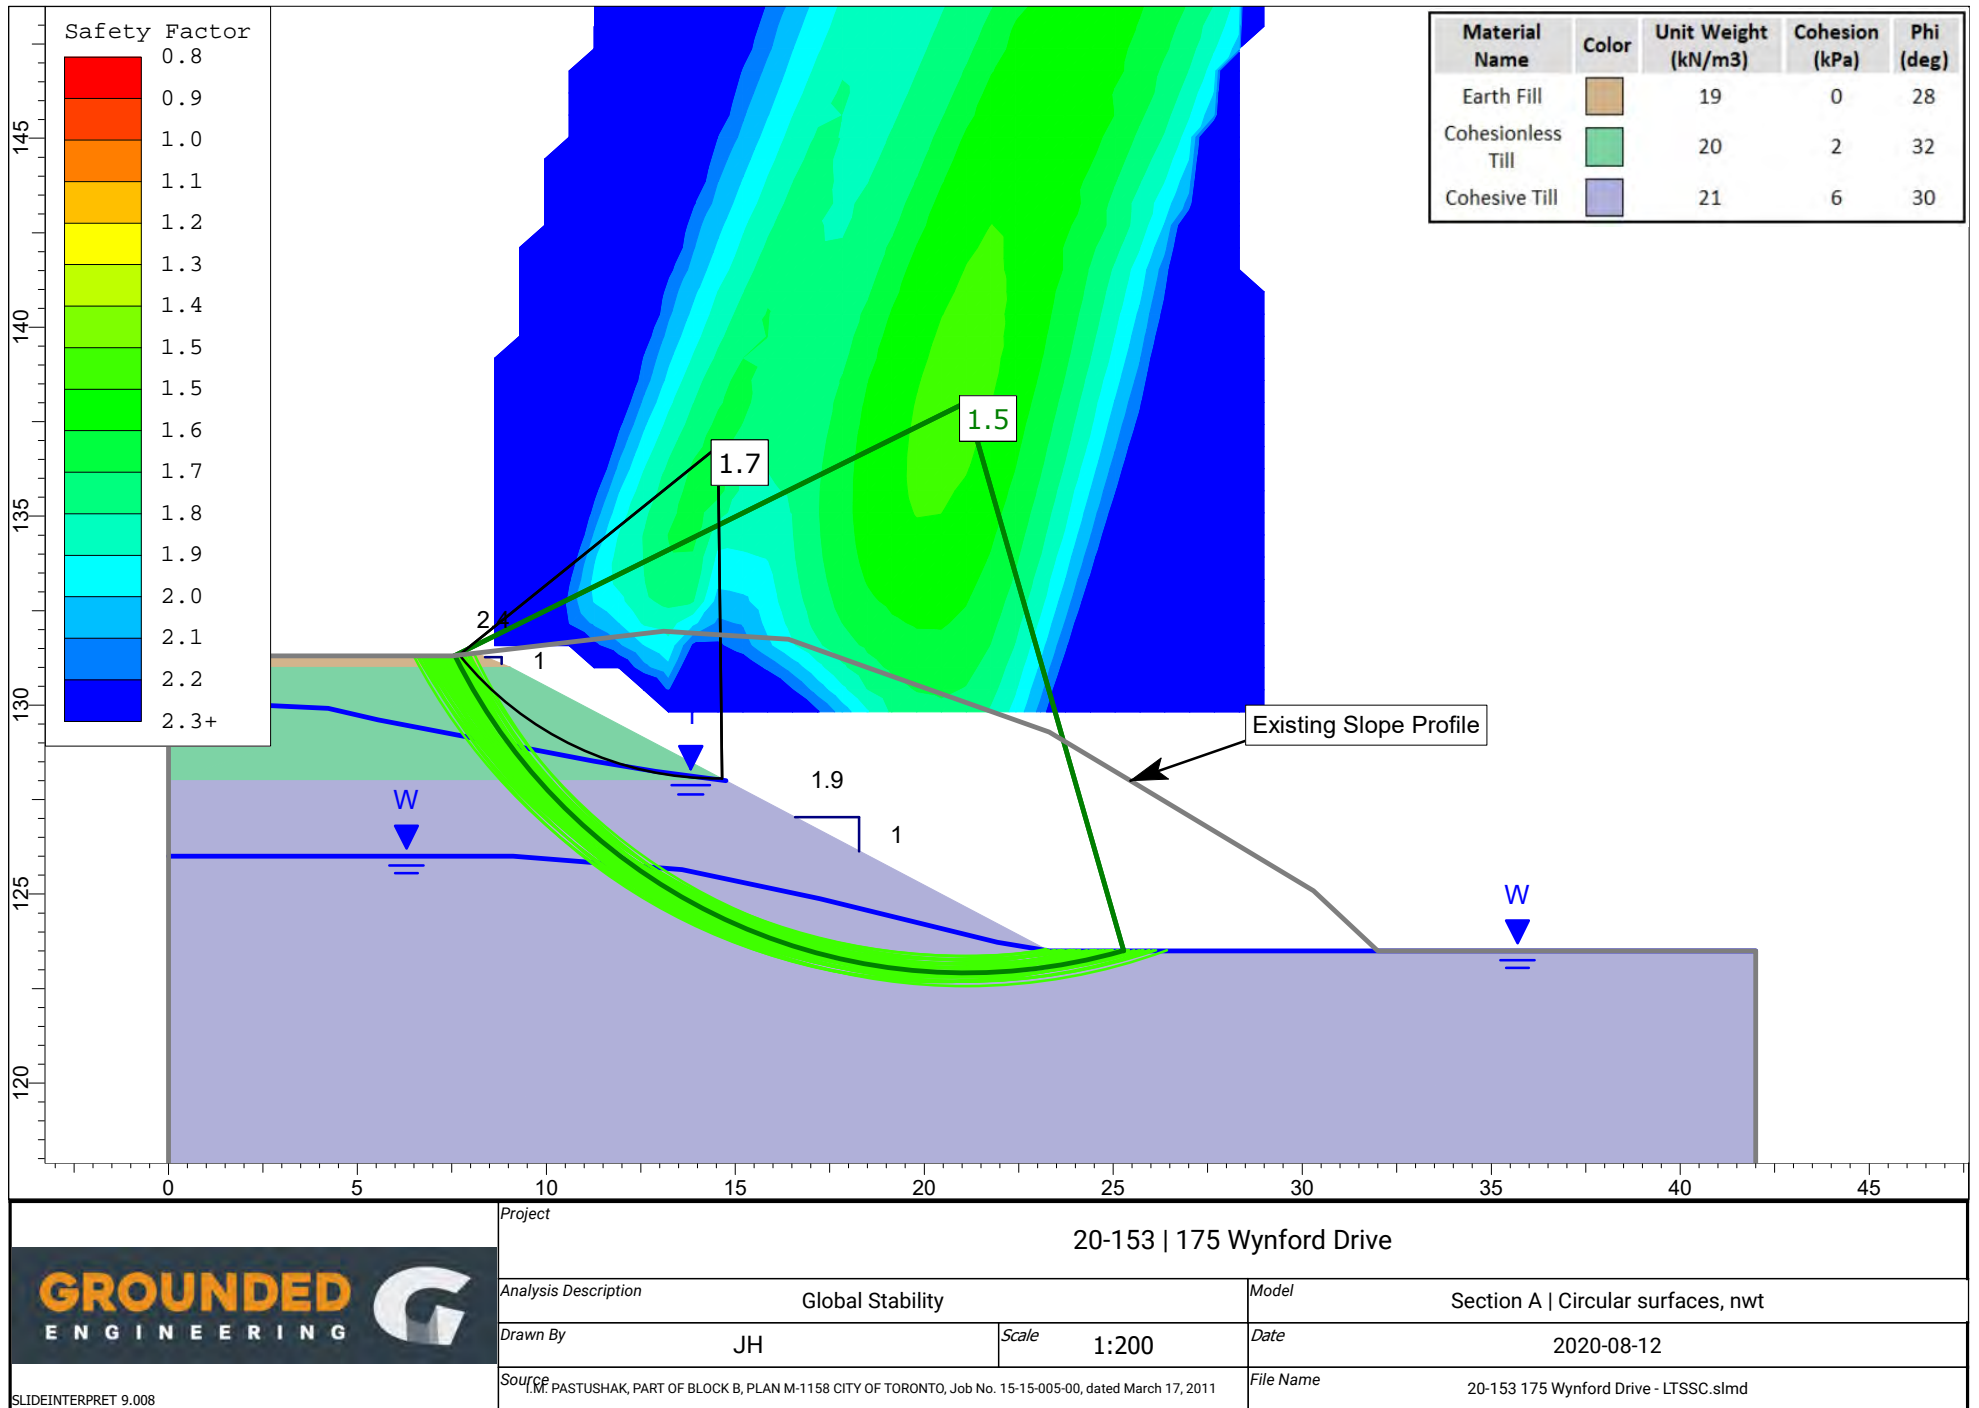 Safety Factor
0.8
0.9
1.0
1.1
1.2
1.3
1.4
1.5
1.5
1.6
1.7
1.8
1.9
2.0
2.1
2.2
2.3+
Material Name Color Unit Weight (kN/m3) Cohesion (kPa) Phi (deg)
Earth Fill 19 0 28
Cohesionless Till 20 2 32
Cohesive Till 21 6 30
145
140
135
130
125
120
1.5
1.7
1
Existing Slope Profile
1.9
1
W
W
0 5 10 15 20 25 30 35 40 45
GROUNDED
ENGINEERING
SLIDEINTERPRET 9.008
Project
20-153 | 175 Wynford Drive
Analysis Description
Global Stability
Model
Section A | Circular surfaces, nwt
Drawn By
JH
Scale
1:200
Date
2020-08-12
Source
I.M. PASTUSHAK, PART OF BLOCK B, PLAN M-1158 CITY OF TORONTO, Job No. 15-15-005-00, dated March 17, 2011
File Name
20-153 175 Wynford Drive - LTSSC.slmd